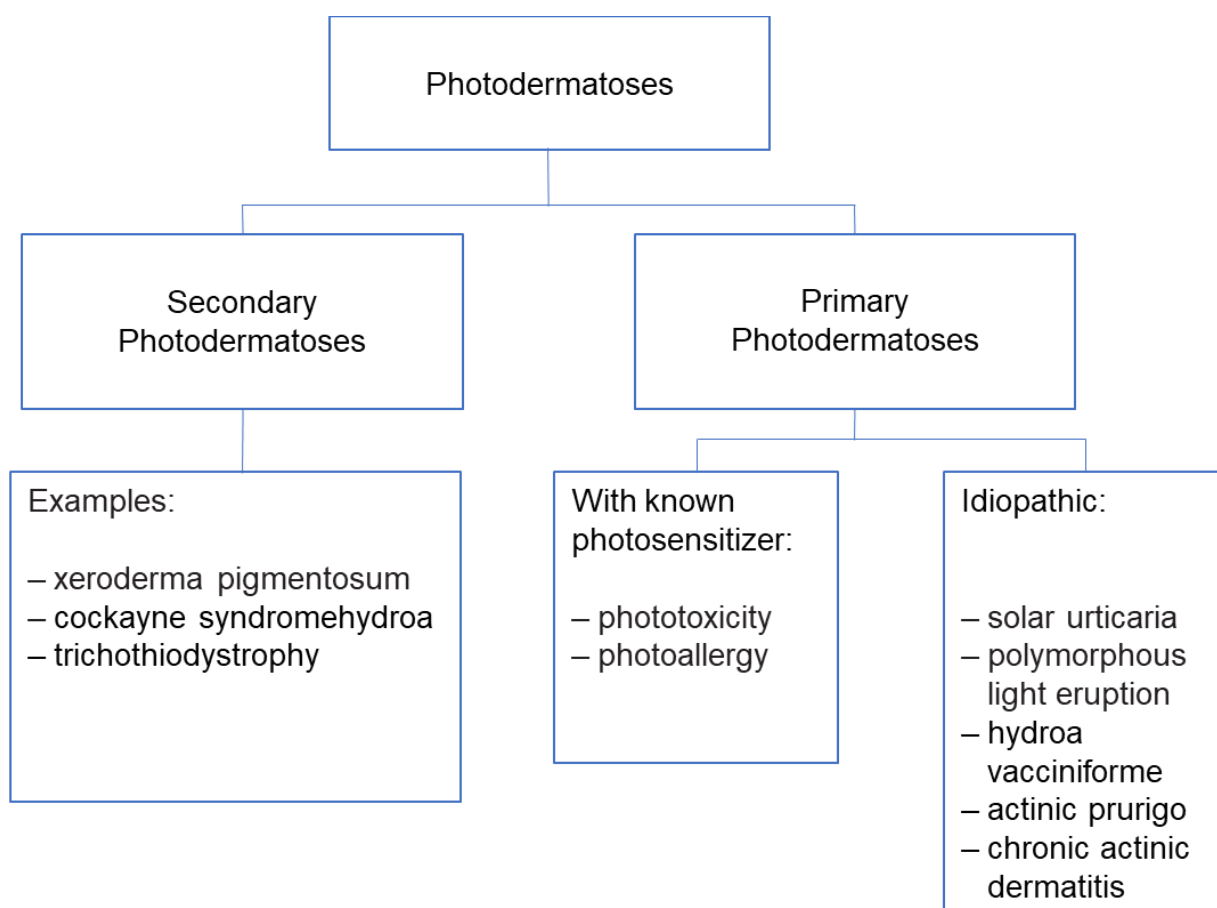 Photodermatoses
Secondary
Photodermatoses
Primary
Photodermatoses
Examples:
– xeroderma pigmentosum
– cockayne syndromehydroa
– trichothiodystrophy
With known
photosensitizer:
– phototoxicity
– photoallergy
Idiopathic:
– solar urticaria
– polymorphous
light eruption
– hydroa
vacciniforme
– actinic prurigo
– chronic actinic
dermatitis